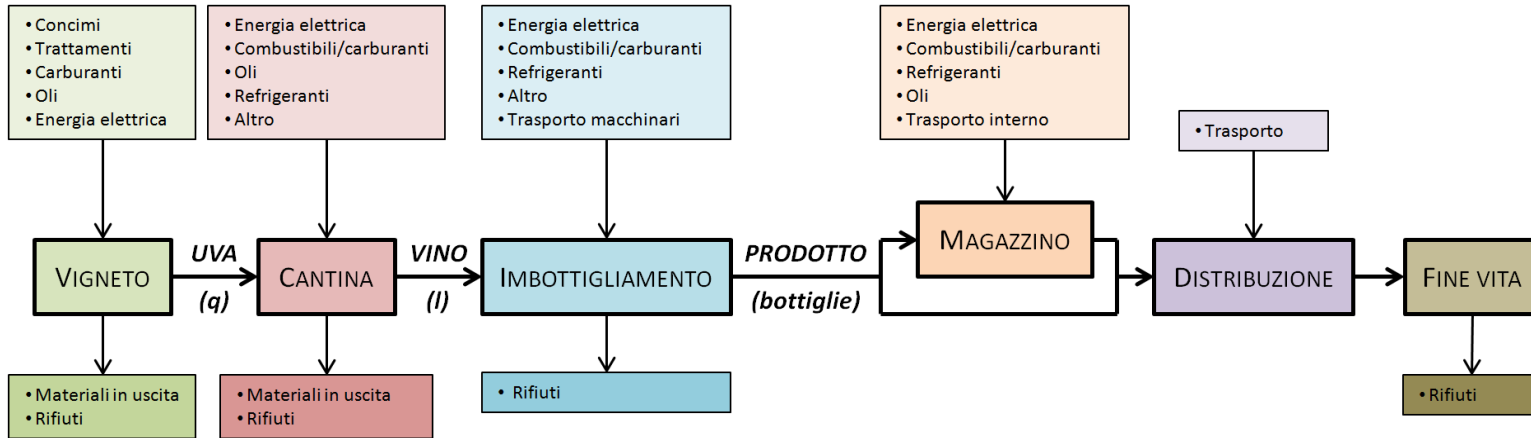 • Concimi
• Trattamenti
• Carburanti
• Oli
• Energia elettrica
• Energia elettrica
• Combustibili/carburanti
• Oli
• Refrigeranti
• Altro
• Energia elettrica
• Combustibili/carburanti
• Refrigeranti
• Altro
• Trasporto macchinari
• Energia elettrica
• Combustibili/carburanti
• Refrigeranti
• Oli
• Trasporto interno
• Trasporto
VIGNETO
UVA
(q)
CANTINA
VINO
(l)
IMBOTTIGLIAMENTO
PRODOTTO
(bottiglie)
MAGAZZINO
DISTRIBUZIONE
FINE VITA
• Materiali in uscita
• Rifiuti
• Materiali in uscita
• Rifiuti
• Rifiuti
• Rifiuti